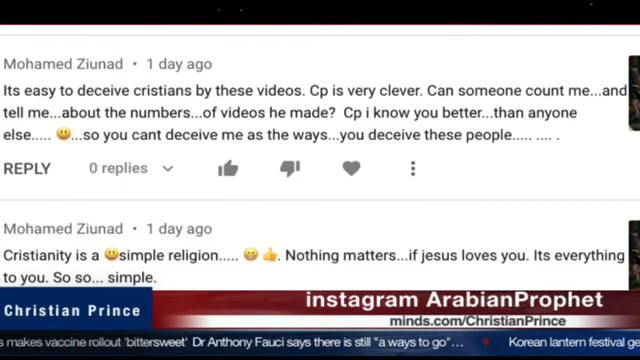 Mohamed Ziunad • 1 day ago
Its easy to deceive cristians by these videos. Cp is very clever. Can someone count me...and
tell me...about the numbers...of videos he made? Cp i know you better...than anyone
else..... 😃...so you cant deceive me as the ways...you deceive these people..... .... .
REPLY 0 replies
Mohamed Ziunad • 1 day ago
Cristianity is a 😃simple religion..... 😁 👍. Nothing matters...if jesus loves you. Its everything
to you. So so... simple.
Christian Prince
instagram ArabianProphet
minds.com/ChristianPrince
s makes vaccine rollout 'bittersweet' Dr Anthony Fauci says there is still "a ways to go"... • Korean lantern festival ge